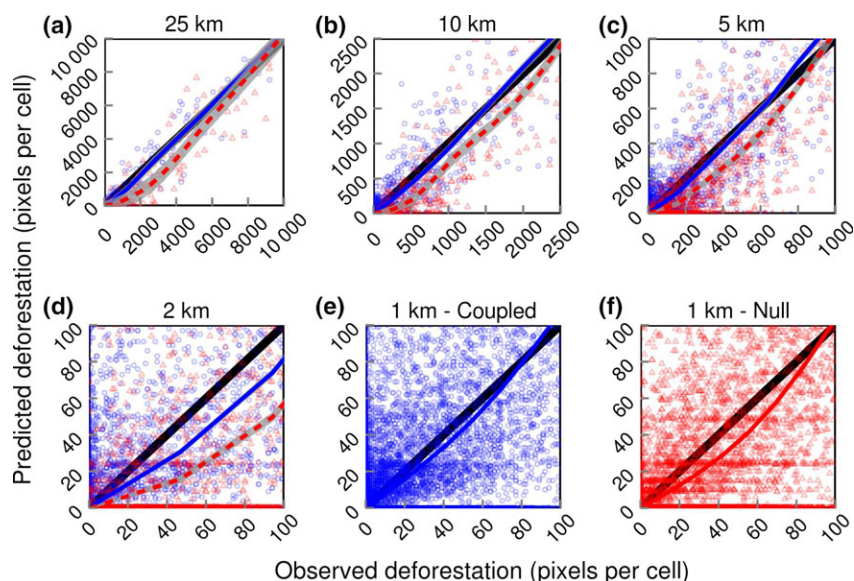 (a) 25 km
(b) 10 km
(c) 5 km
10 000
8000
6000
4000
2000
0
0 2000 4000 6000 8000 10 000
2500
2000
1500
1000
500
0
0 500 1000 1500 2000 2500
1000
800
600
400
200
0
0 200 400 600 800 1000
Predicted deforestation (pixels per cell)
(d) 2 km
(e) 1 km - Coupled
(f) 1 km - Null
100
80
60
40
20
0
0 20 40 60 80 100
100
80
60
40
20
0
0 20 40 60 80 100
100
80
60
40
20
0
0 20 40 60 80 100
Observed deforestation (pixels per cell)